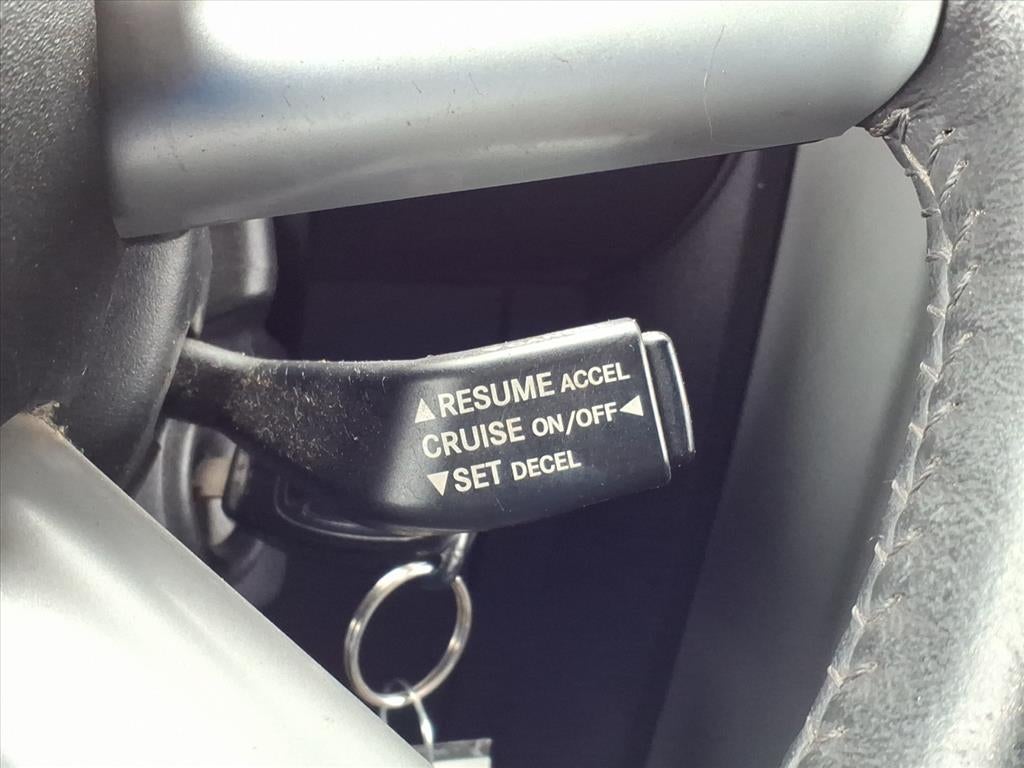 ▲RESUME ACCEL
CRUISE ON/OFF◀
▼SET DECEL